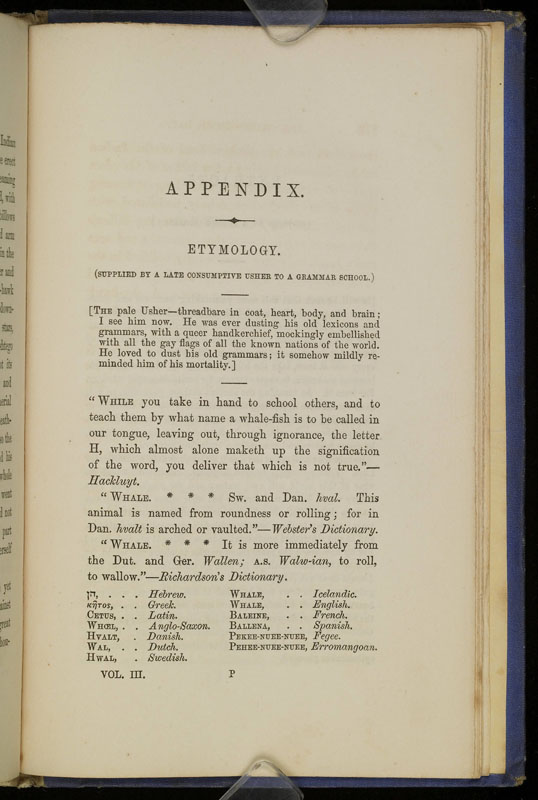 APPENDIX.
ETYMOLOGY.
(SUPPLIED BY A LATE CONSUMPTIVE USHER TO A GRAMMAR SCHOOL.)
[THE pale Usher—threadbare in coat, heart, body, and brain;
I see him now. He was ever dusting his old lexicons and
grammars, with a queer handkerchief, mockingly embellished
with all the gay flags of all the known nations of the world.
He loved to dust his old grammars; it somehow mildly re-
minded him of his mortality.]
"WHILE you take in hand to school others, and to
teach them by what name a whale-fish is to be called in
our tongue, leaving out, through ignorance, the letter
H, which almost alone maketh up the signification
of the word, you deliver that which is not true."—
Hackluyt.
"WHALE. * * * Sw. and Dan. hval. This
animal is named from roundness or rolling; for in
Dan. hvalt is arched or vaulted."—Webster's Dictionary.
"WHALE. * * * It is more immediately from
the Dut. and Ger. Wallen; A.S. Walw-ian, to roll,
to wallow."—Richardson's Dictionary.
חן, . . . Hebrew.
κῆτος, . . Greek.
CETUS, . . Latin.
WHŒL, . . Anglo-Saxon.
HVALT, . Danish.
WAL, . . Dutch.
HWAL, . Swedish.
WHALE, . . Icelandic.
WHALE, . . English.
BALEINE, . . French.
BALLENA, . . Spanish.
PEKEE-NUEE-NUEE, Fegee.
PEHEE-NUEE-NUEE, Erromangoan.
VOL. III. P